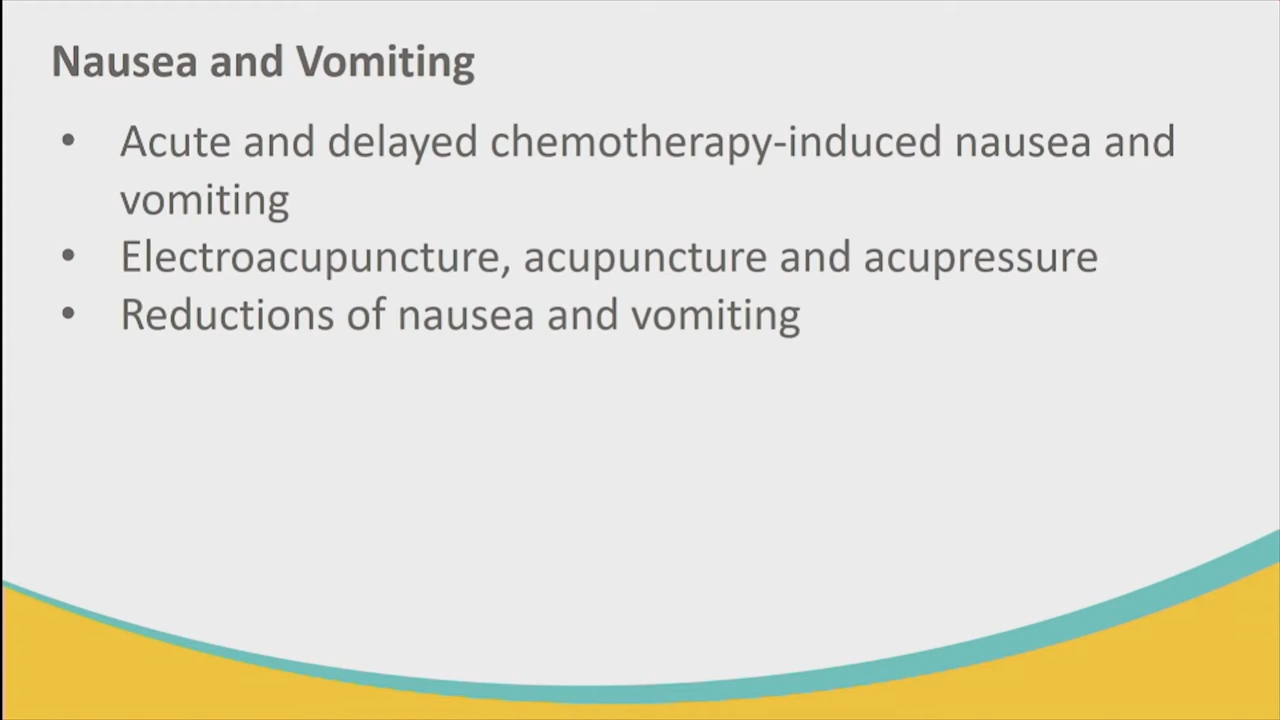 Nausea and Vomiting
• Acute and delayed chemotherapy-induced nausea and
vomiting
• Electroacupuncture, acupuncture and acupressure
• Reductions of nausea and vomiting